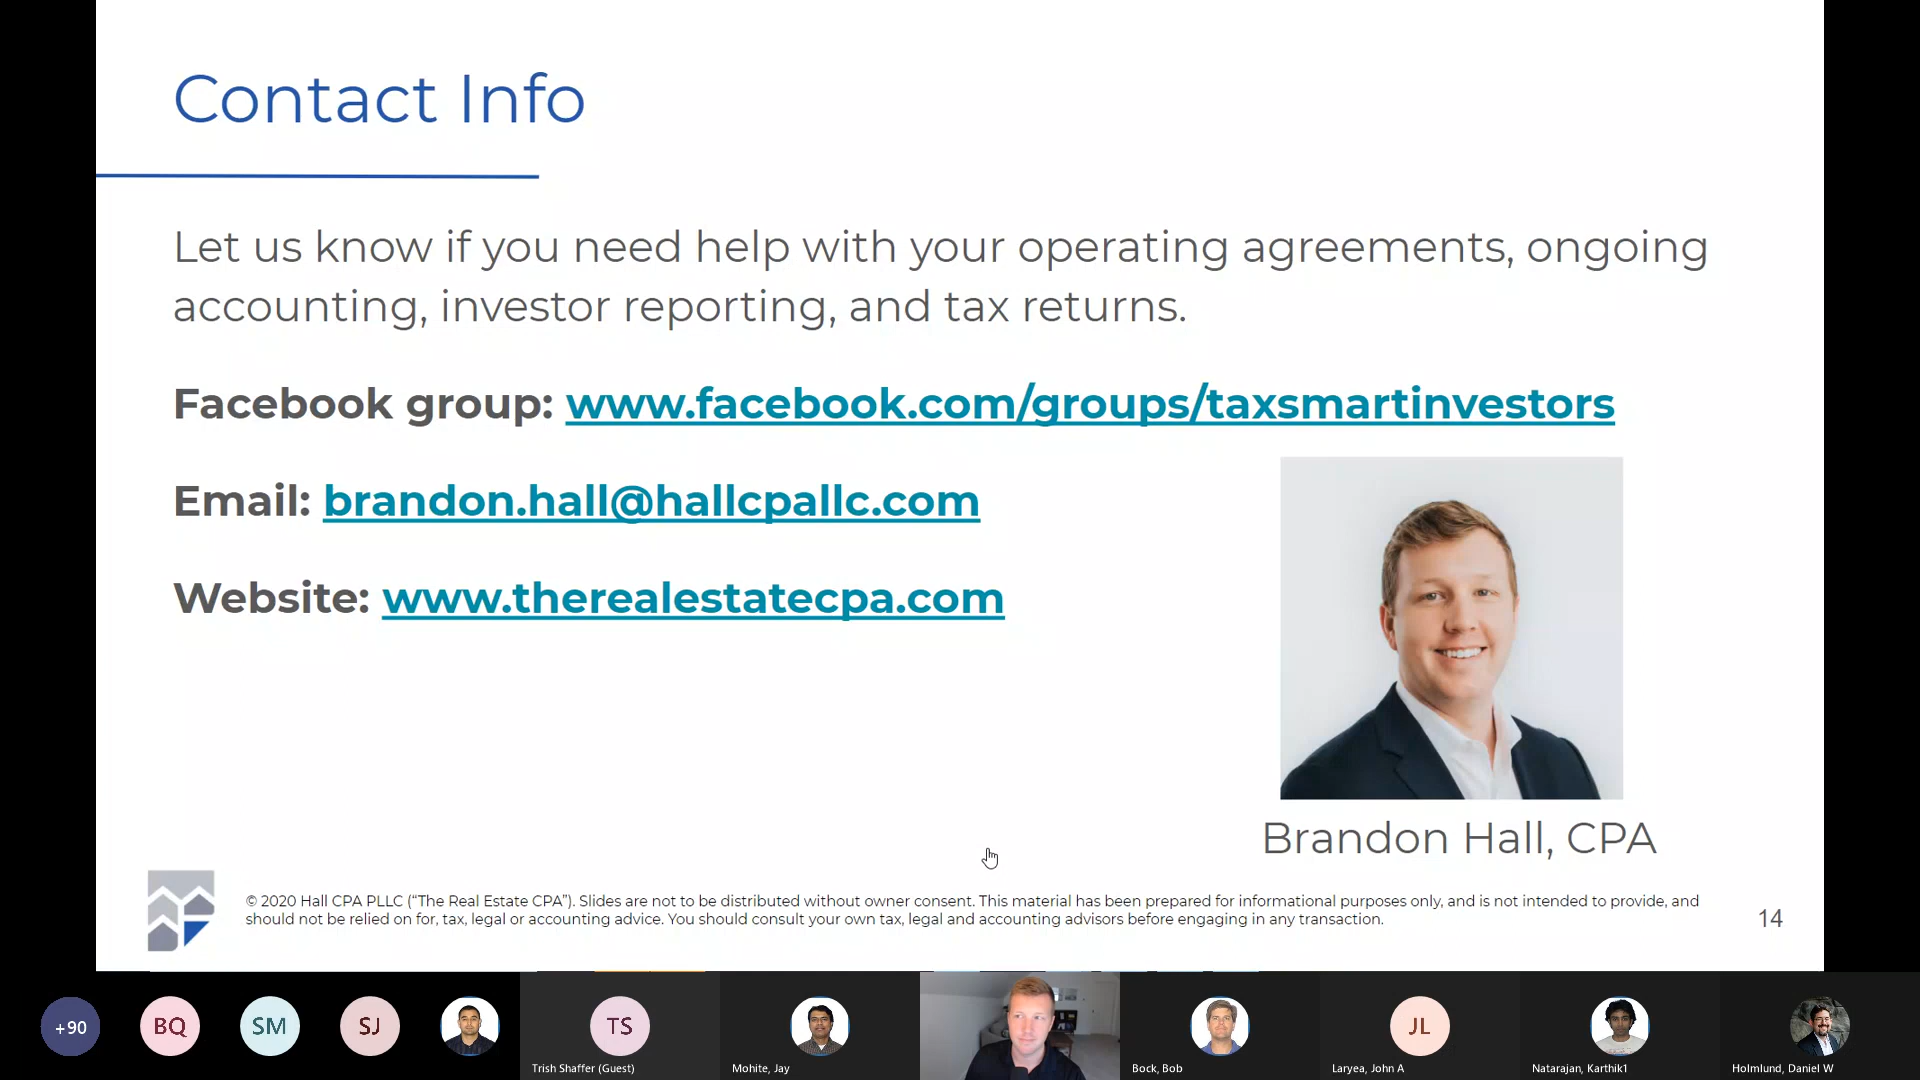 Contact Info
Let us know if you need help with your operating agreements, ongoing
accounting, investor reporting, and tax returns.
Facebook group: www.facebook.com/groups/taxsmartinvestors
Email: brandon.hall@hallcpallc.com
Website: www.therealestatecpa.com
Brandon Hall, CPA
© 2020 Hall CPA PLLC (“The Real Estate CPA”). Slides are not to be distributed without owner consent. This material has been prepared for informational purposes only, and is not intended to provide, and
should not be relied on for, tax, legal or accounting advice. You should consult your own tax, legal and accounting advisors before engaging in any transaction.
14
+90
BQ
SM
SJ
TS
JL
Trish Shaffer (Guest)
Mohite, Jay
Bock, Bob
Laryea, John A
Natarajan, Karthik1
Holmlund, Daniel W